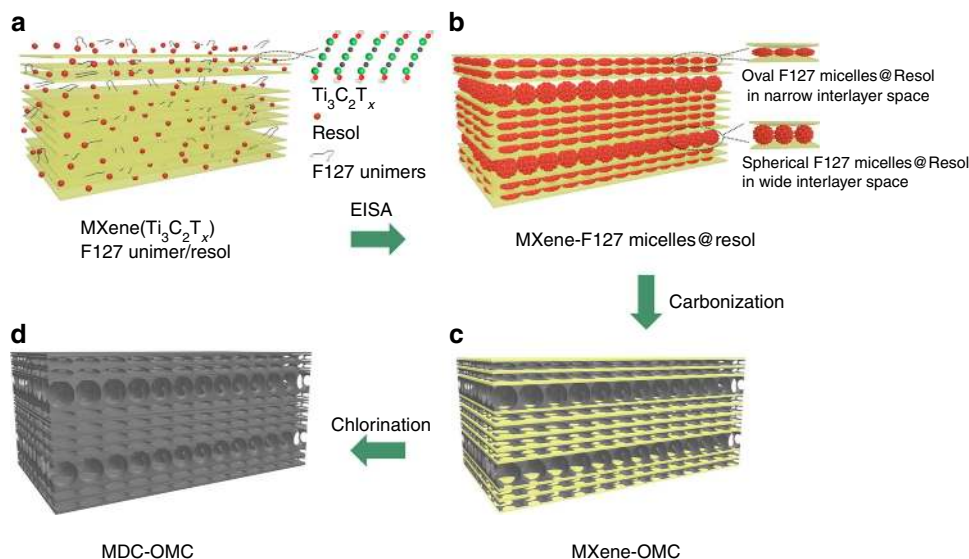 a
Ti₃C₂Tₓ
Resol
F127 unimers
MXene(Ti₃C₂Tₓ)
F127 unimer/resol
EISA
b
Oval F127 micelles@Resol
in narrow interlayer space
Spherical F127 micelles@Resol
in wide interlayer space
MXene-F127 micelles@resol
Carbonization
d
MDC-OMC
Chlorination
c
MXene-OMC